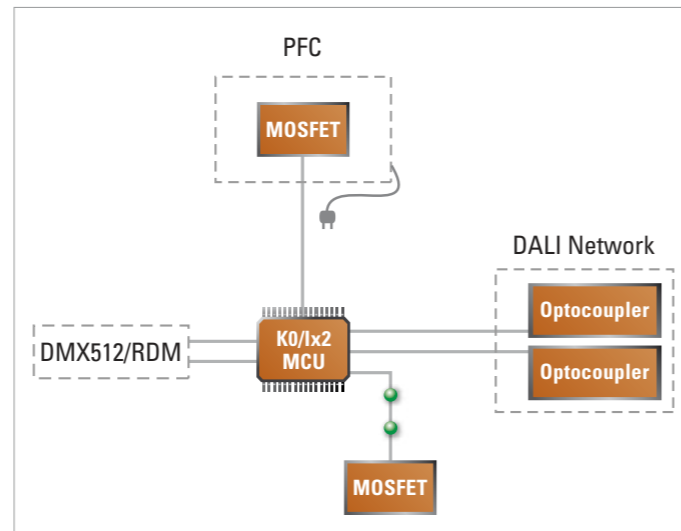 PFC
MOSFET
DALI Network
Optocoupler
K0/Ix2
MCU
DMX512/RDM
Optocoupler
MOSFET